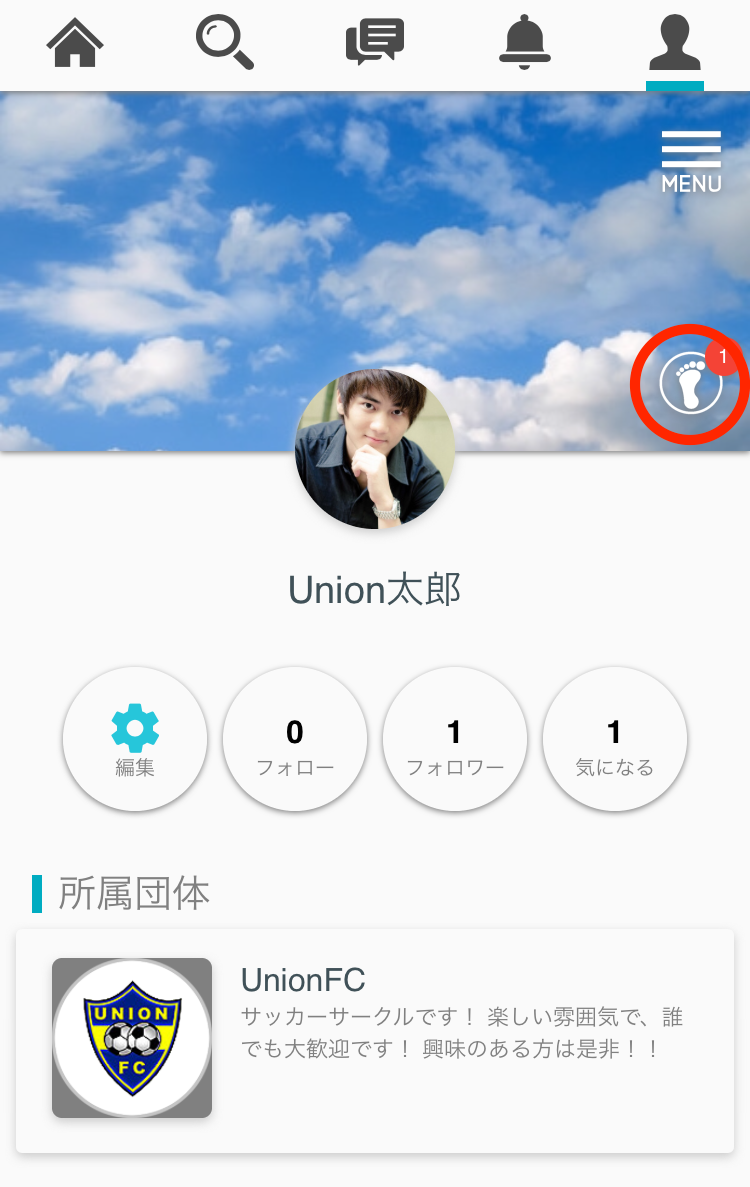 MENU
1
Union太郎
編集
0
フォロー
1
フォロワー
1
気になる
所属団体
UNION
FC
UnionFC
サッカーサークルです！ 楽しい雰囲気で、誰
でも大歓迎です！ 興味のある方は是非！！